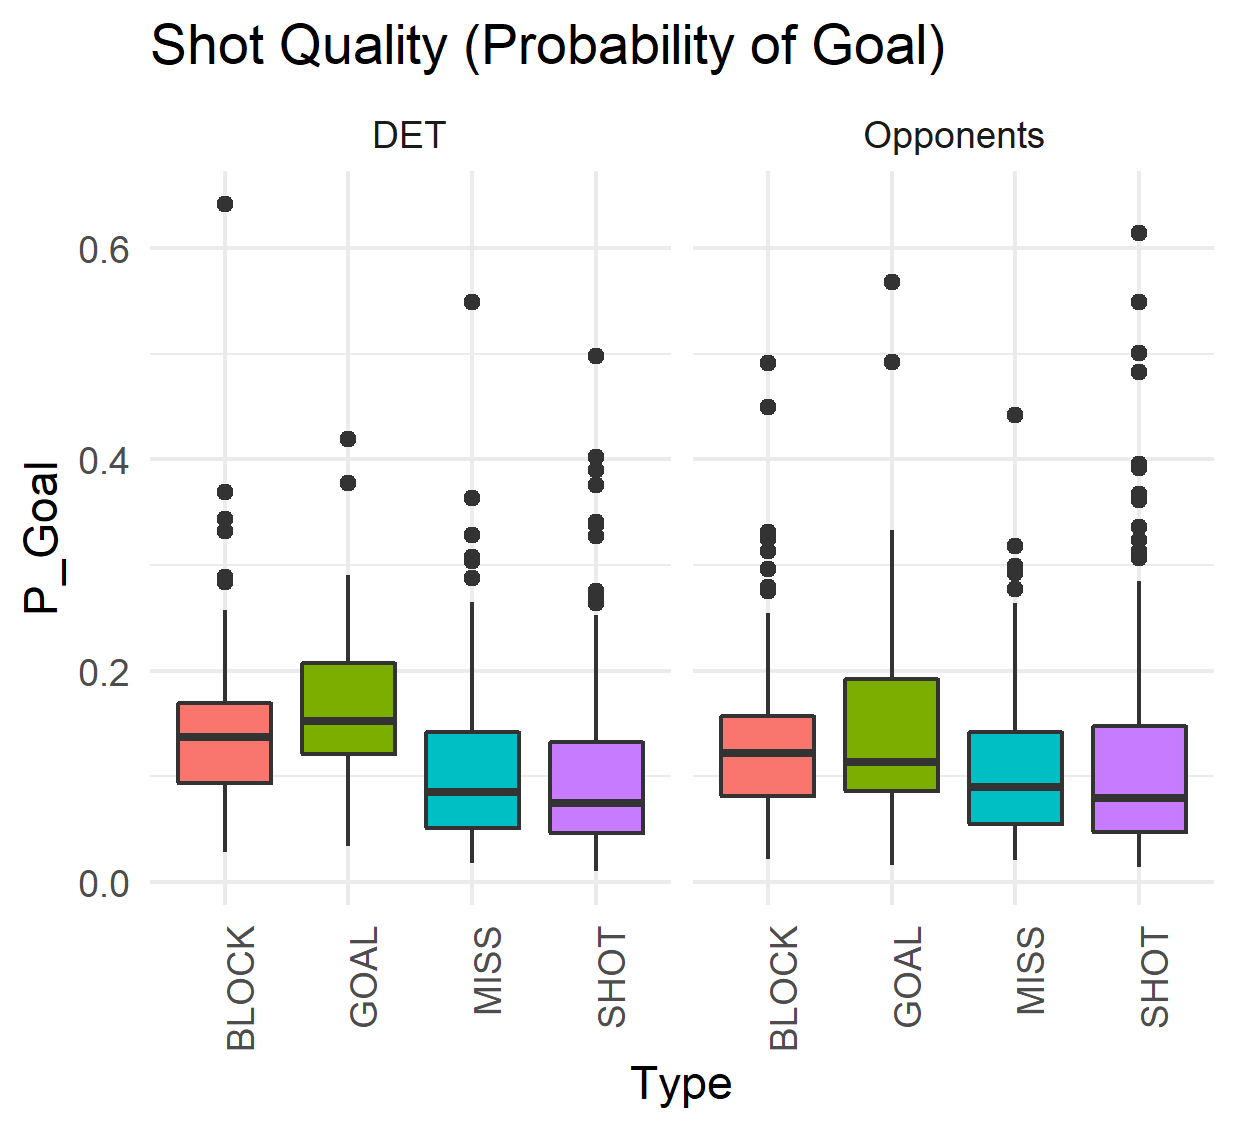 Shot Quality (Probability of Goal)
DET
Opponents
P_Goal
0.6
0.4
0.2
0.0
BLOCK
GOAL
MISS
SHOT
BLOCK
GOAL
MISS
SHOT
Type